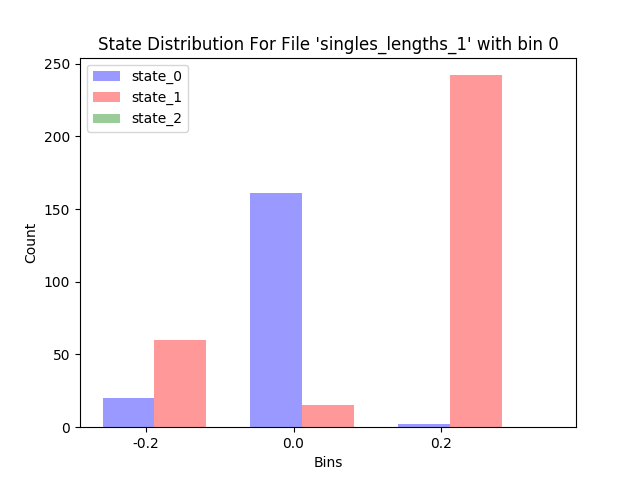 State Distribution For File 'singles_lengths_1' with bin 0
state_0
state_1
state_2
250
200
150
100
50
0
Count
-0.2
0.0
0.2
Bins